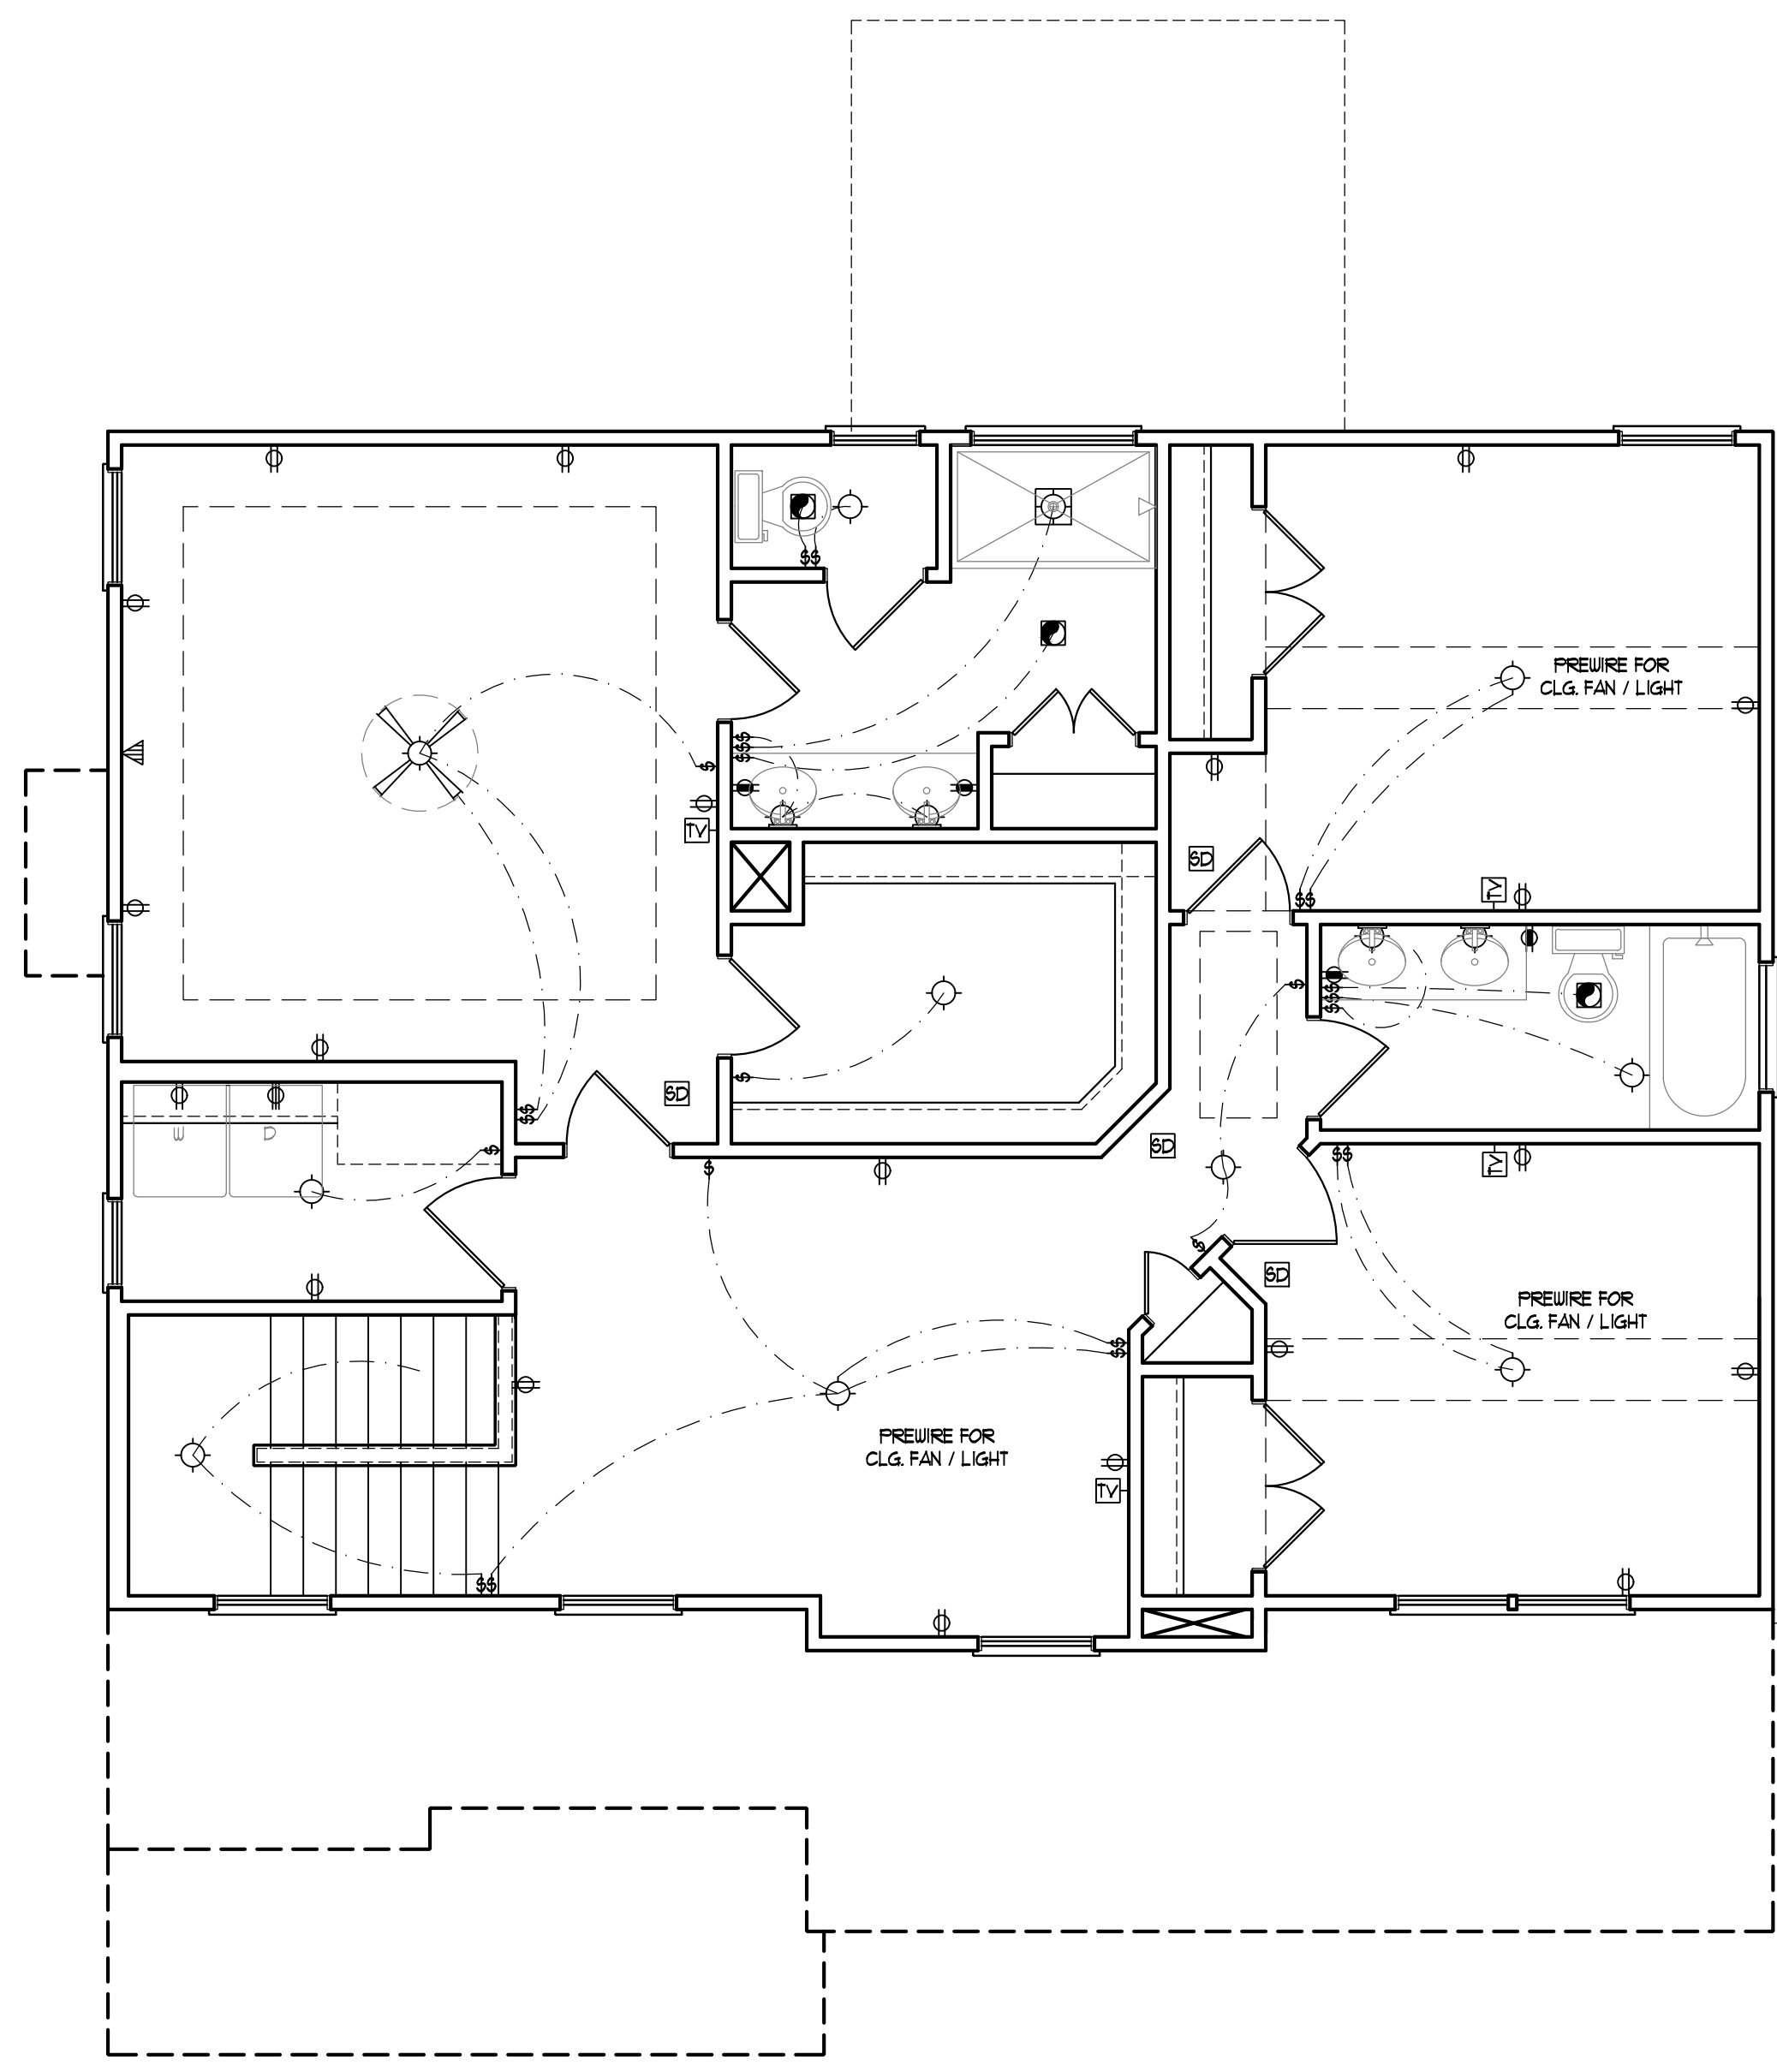 $$
PREWIRE FOR
CLG. FAN / LIGHT
$
$
$
$
TV
SD
$$
TV
$
$
$
$
$
SD
$
$
$
W
D
$
SD
$
$$
TV
$
SD
PREWIRE FOR
CLG. FAN / LIGHT
$
$
PREWIRE FOR
CLG. FAN / LIGHT
TV
$$